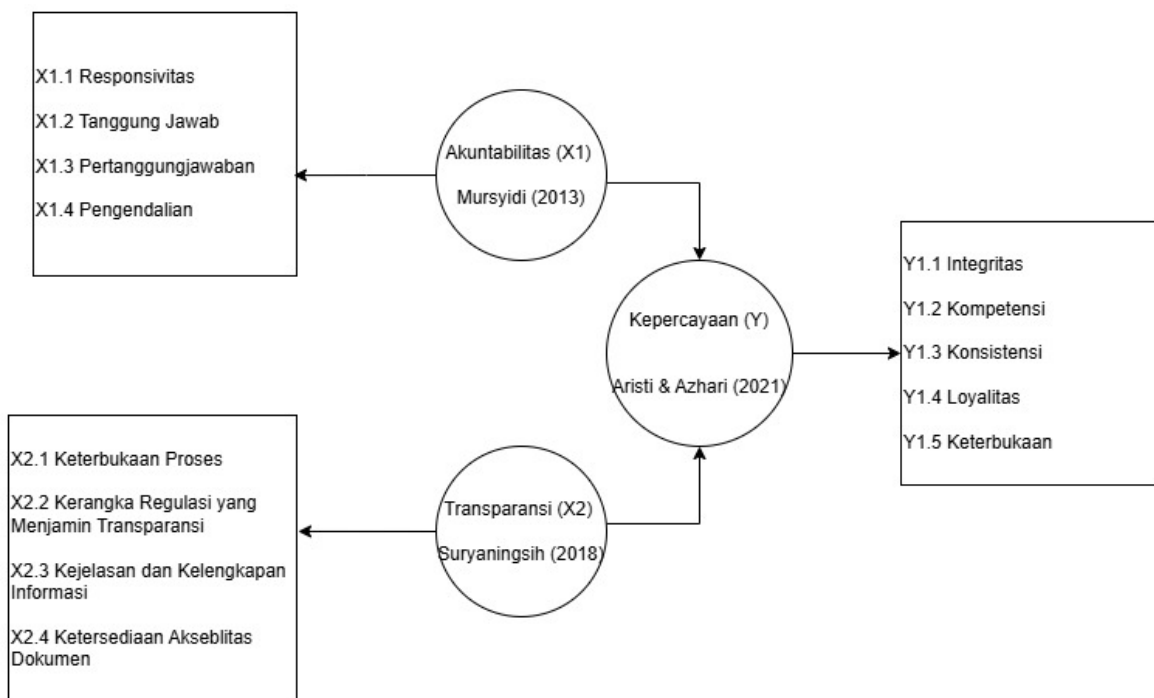 X1.1 Responsivitas
X1.2 Tanggung Jawab
X1.3 Pertanggungjawaban
X1.4 Pengendalian
Akuntabilitas (X1)
Mursyidi (2013)
Kepercayaan (Y)
Aristi & Azhari (2021)
Y1.1 Integritas
Y1.2 Kompetensi
Y1.3 Konsistensi
Y1.4 Loyalitas
Y1.5 Keterbukaan
X2.1 Keterbukaan Proses
X2.2 Kerangka Regulasi yang
Menjamin Transparansi
X2.3 Kejelasan dan Kelengkapan
Informasi
X2.4 Ketersediaan Akseblitas
Dokumen
Transparansi (X2)
Suryaningsih (2018)